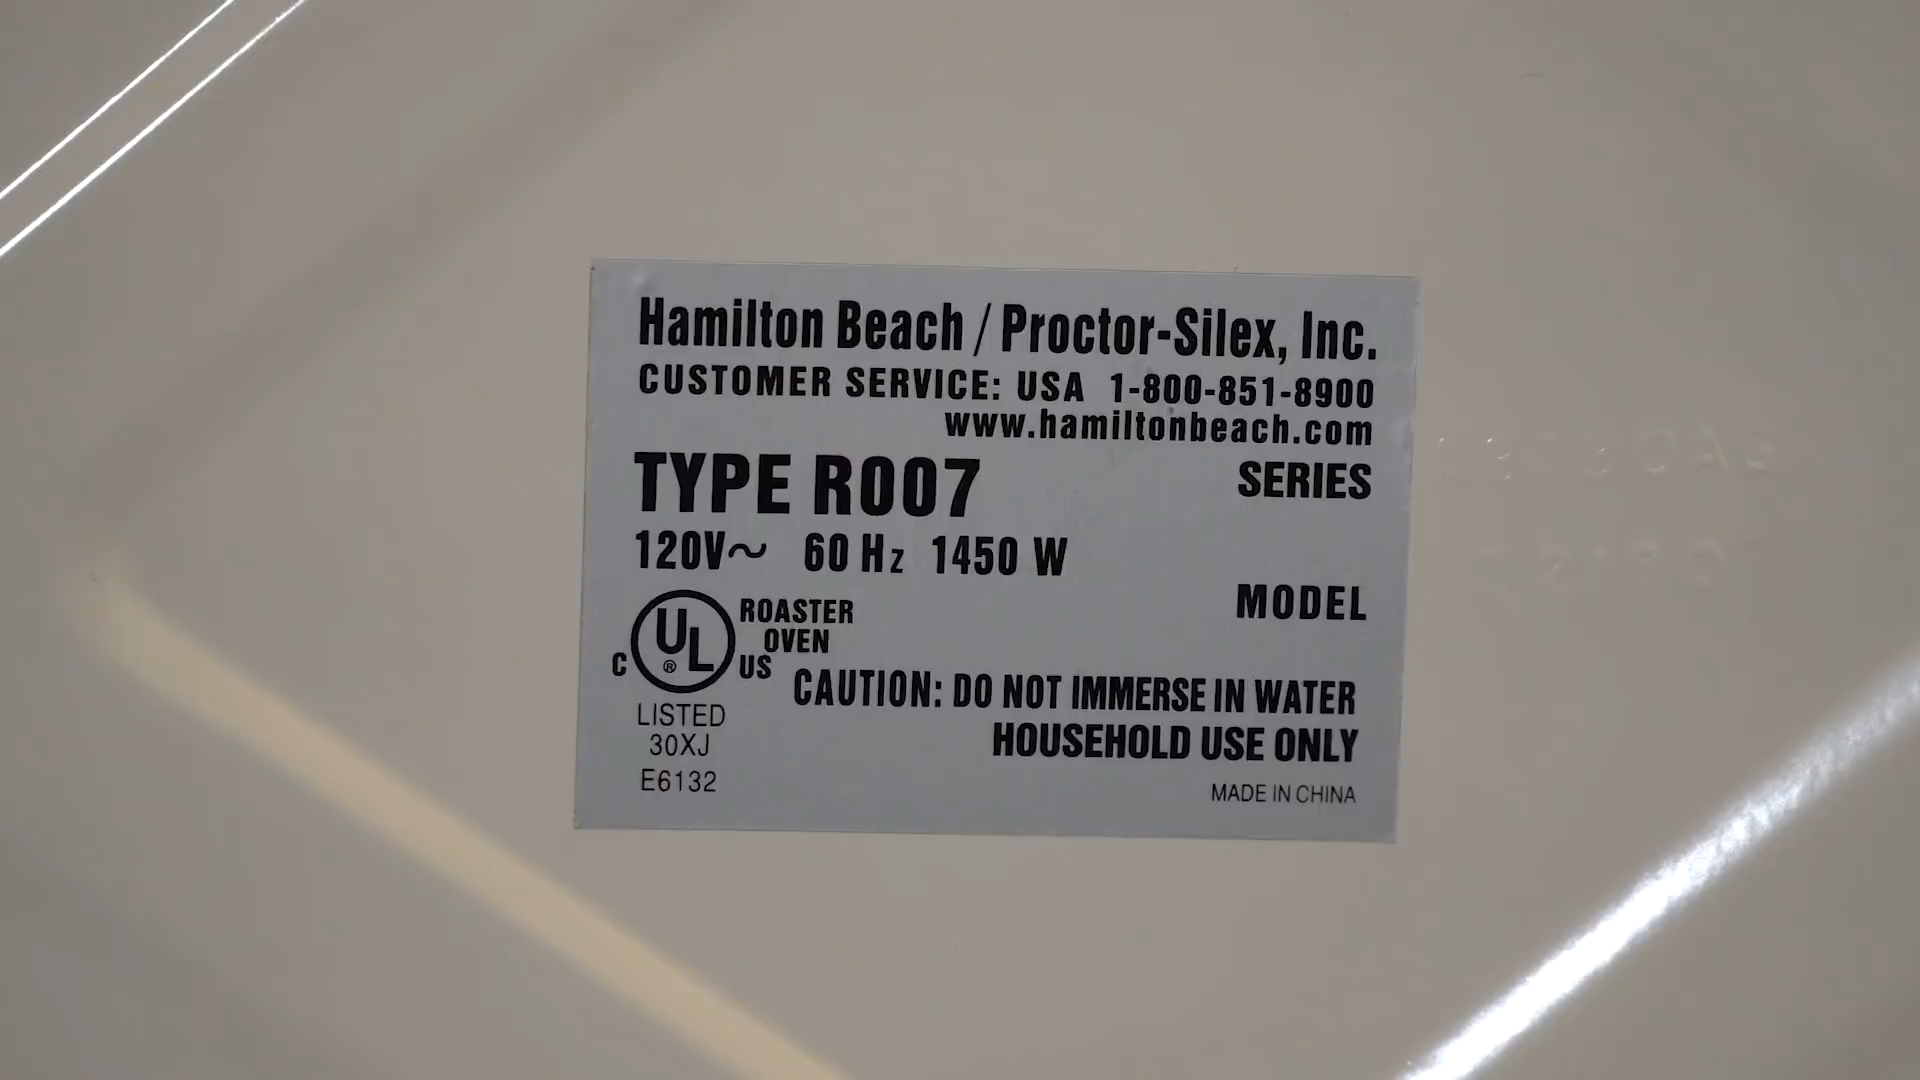 Hamilton Beach / Proctor-Silex, Inc.
CUSTOMER SERVICE: USA 1-800-851-8900
www.hamiltonbeach.com
TYPE R007
SERIES
120V~ 60 Hz 1450 W
MODEL
C UL ® US
ROASTER
OVEN
LISTED
30XJ
E6132
CAUTION: DO NOT IMMERSE IN WATER
HOUSEHOLD USE ONLY
MADE IN CHINA